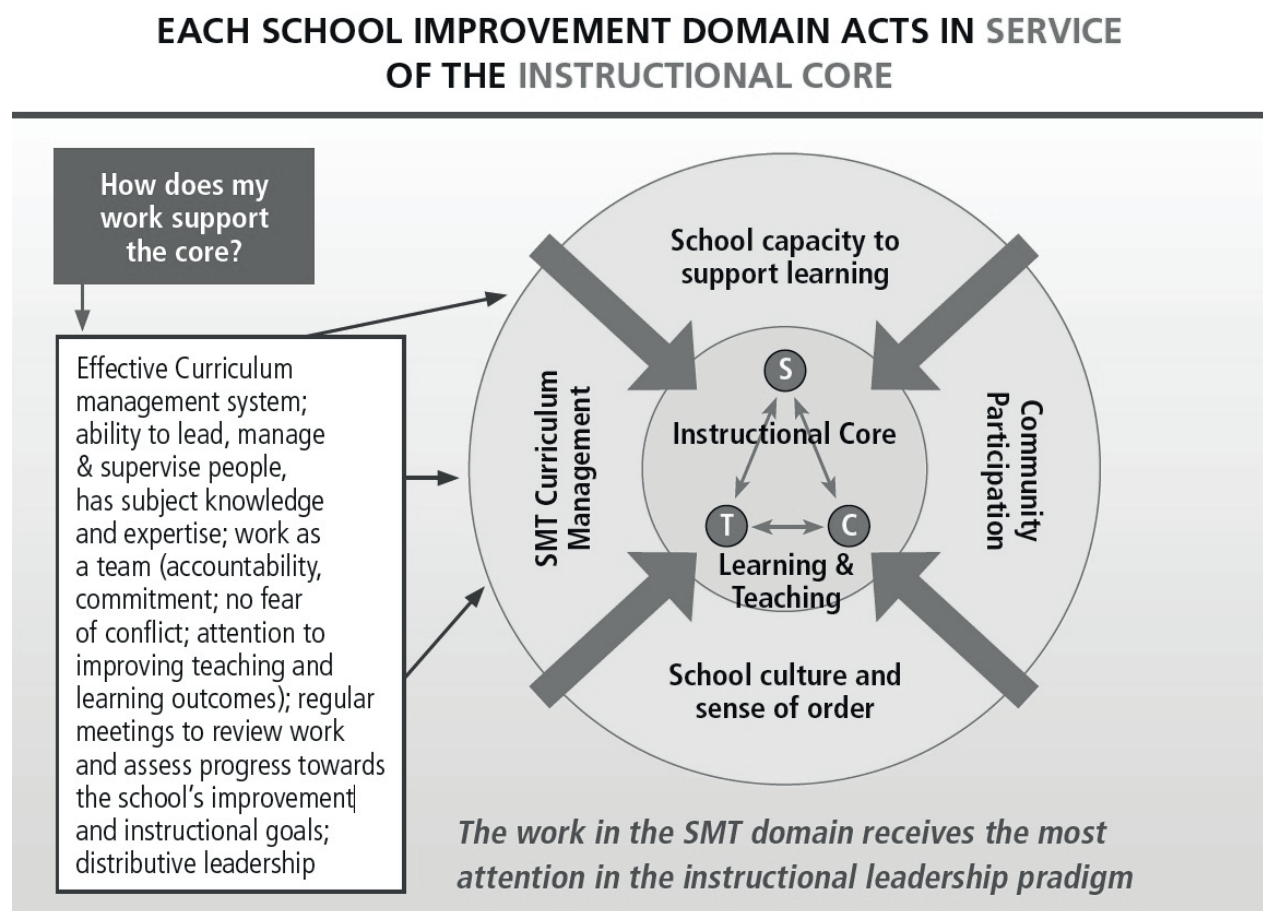 EACH SCHOOL IMPROVEMENT DOMAIN ACTS IN SERVICE
OF THE INSTRUCTIONAL CORE
How does my
work support
the core?
Effective Curriculum
management system;
ability to lead, manage
& supervise people,
has subject knowledge
and expertise; work as
a team (accountability,
commitment; no fear
of conflict; attention to
improving teaching and
learning outcomes); regular
meetings to review work
and assess progress towards
the school's improvement
and instructional goals;
distributive leadership
School capacity to
support learning
SMT Curriculum
Management
S
Instructional Core
T
C
Learning &
Teaching
Community
Participation
School culture and
sense of order
The work in the SMT domain receives the most
attention in the instructional leadership pradigm